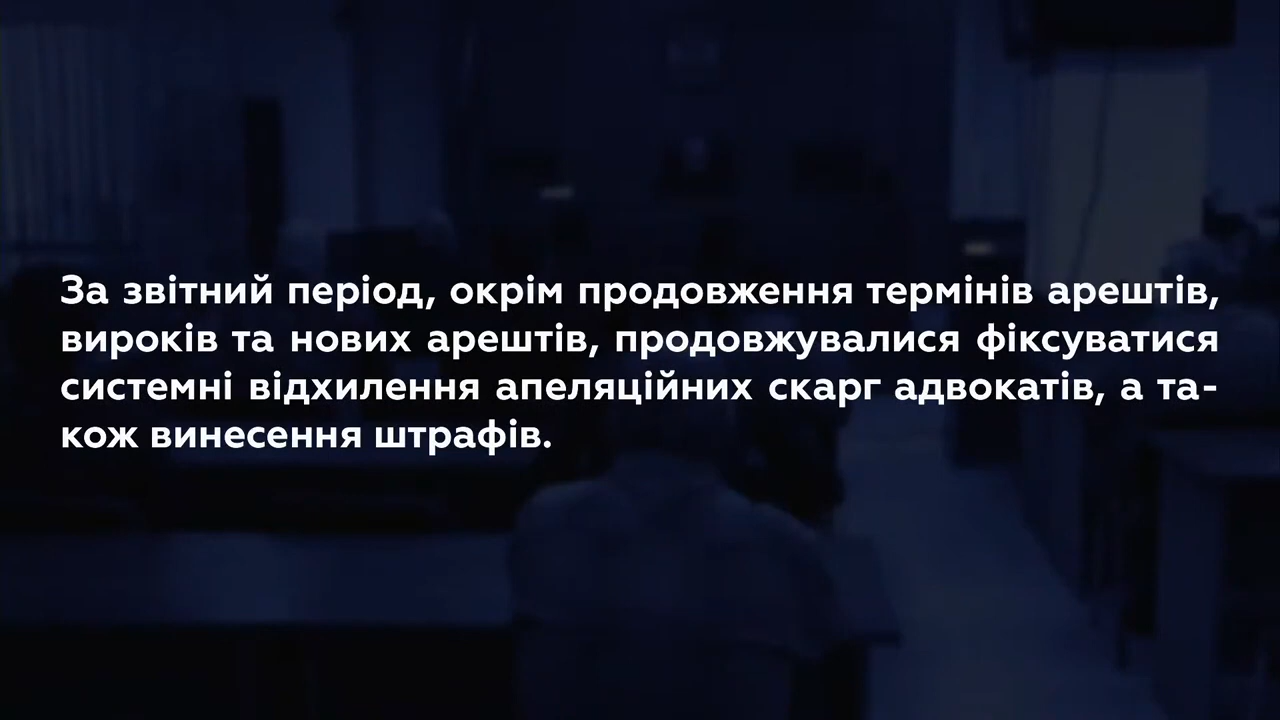 За звітний період, окрім продовження термінів арештів,
вироків та нових арештів, продовжувалися фіксуватися
системні відхилення апеляційних скарг адвокатів, а та-
кож винесення штрафів.